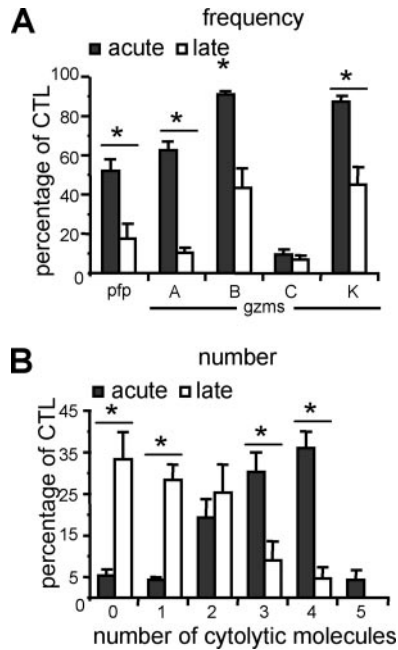 A
frequency
acute late
percentage of CTL
100
80
60
40
20
0
* * * *
pfp A B C K
gzms
B
number
acute late
percentage of CTL
45
35
25
15
5
0
* * * *
0 1 2 3 4 5
number of cytolytic molecules